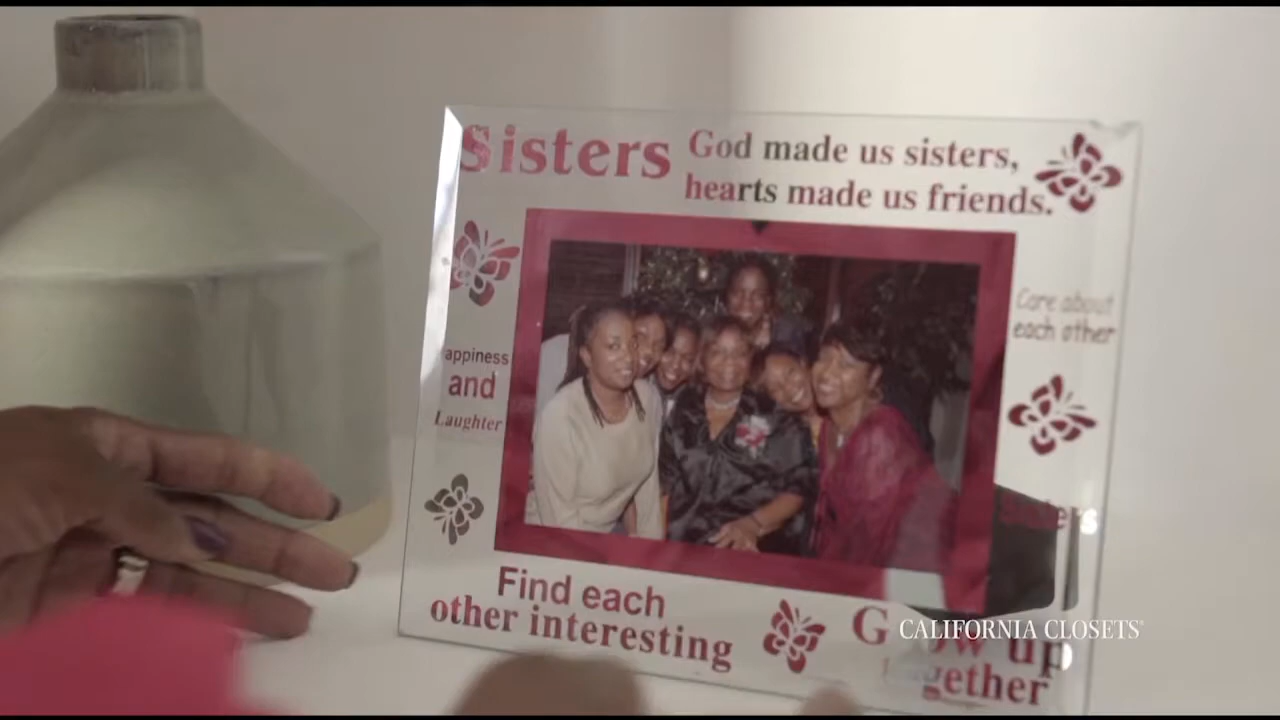 Sisters
God made us sisters,
hearts made us friends.
Care about
each other
appiness
and
Laughter
Find each
other interesting
CALIFORNIA CLOSETS®
up